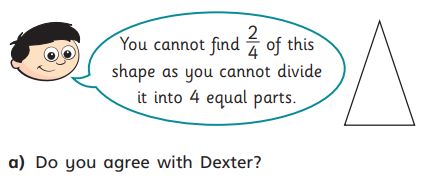 You cannot find 2/4 of this
shape as you cannot divide
it into 4 equal parts.
a) Do you agree with Dexter?